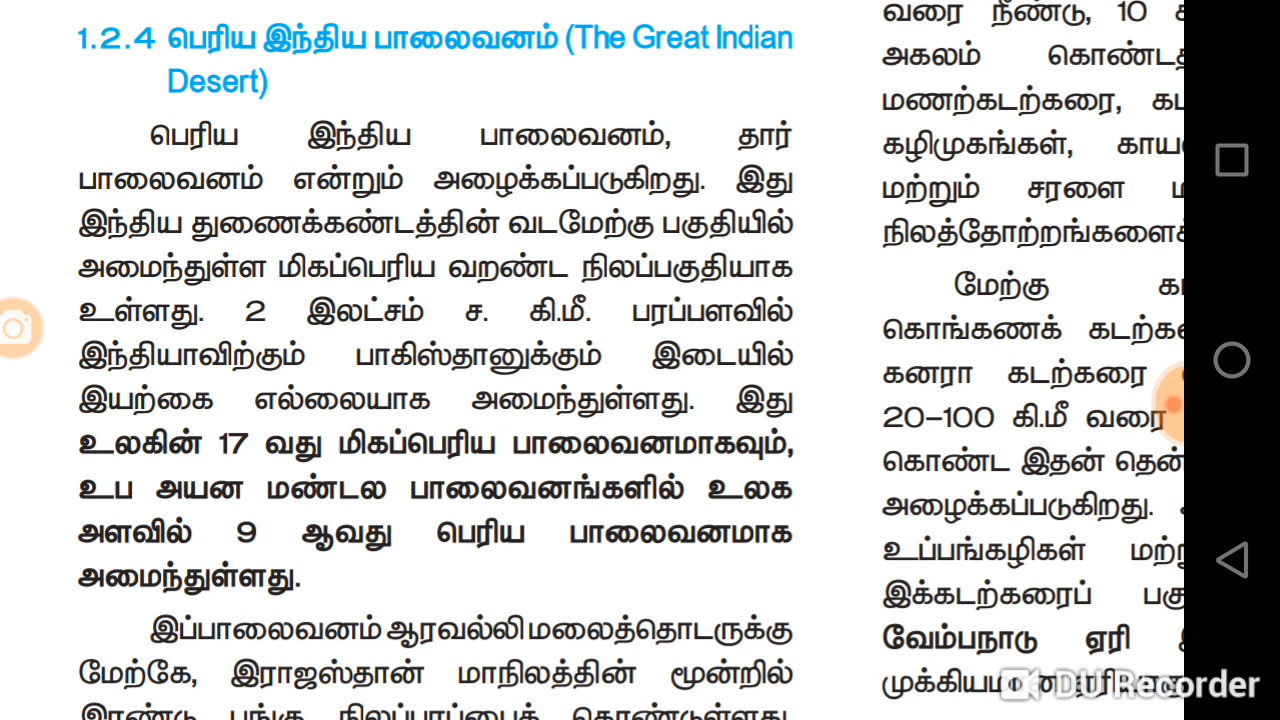 1.2.4 பெரிய இந்திய பாலைவனம் (The Great Indian
Desert)
பெரிய இந்திய பாலைவனம், தார்
பாலைவனம் என்றும் அழைக்கப்படுகிறது. இது
இந்திய துணைக்கண்டத்தின் வடமேற்கு பகுதியில்
அமைந்துள்ள மிகப்பெரிய வறண்ட நிலப்பகுதியாக
உள்ளது. 2 இலட்சம் ச. கி.மீ. பரப்பளவில்
இந்தியாவிற்கும் பாகிஸ்தானுக்கும் இடையில்
இயற்கை எல்லையாக அமைந்துள்ளது. இது
உலகின் 17 வது மிகப்பெரிய பாலைவனமாகவும்,
உப அயன மண்டல பாலைவனங்களில் உலக
அளவில் 9 ஆவது பெரிய பாலைவனமாக
அமைந்துள்ளது.
இப்பாலைவனம் ஆரவல்லி மலைத்தொடருக்கு
மேற்கே, இராஜஸ்தான் மாநிலத்தின் மூன்றில்
இரண்டு பங்கு நிலப்பரப்பைக் கொண்டுள்ளது.
வரை நீண்டு, 10
அகலம்
மணற்கடற்கரை,
கழிமுகங்கள்,
மற்றும் சரளை
மேற்கு
கொங்கணக்
கனரா கடற்கரை
20–100 கி.மீ வரை
கொண்ட இதன்
அழைக்கப்படுகிறது.
உப்பங்கழிகள்
இக்கடற்கரைப்
வேம்பநாடு ஏரி
DU Recorder